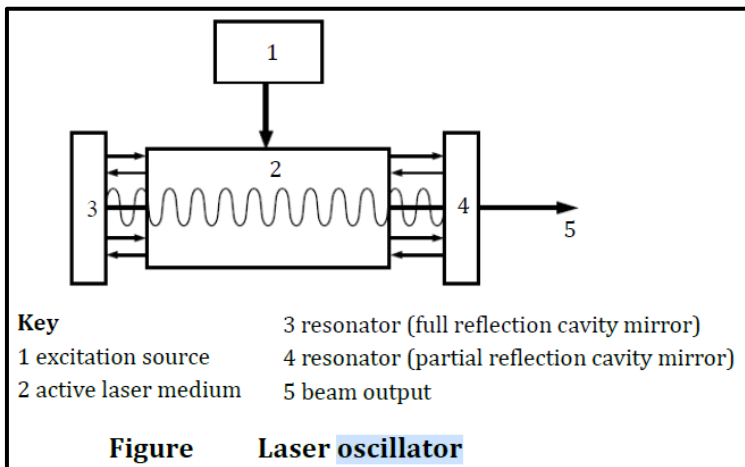 1
2
3
4
5
Key
1 excitation source
2 active laser medium
3 resonator (full reflection cavity mirror)
4 resonator (partial reflection cavity mirror)
5 beam output
Figure Laser oscillator